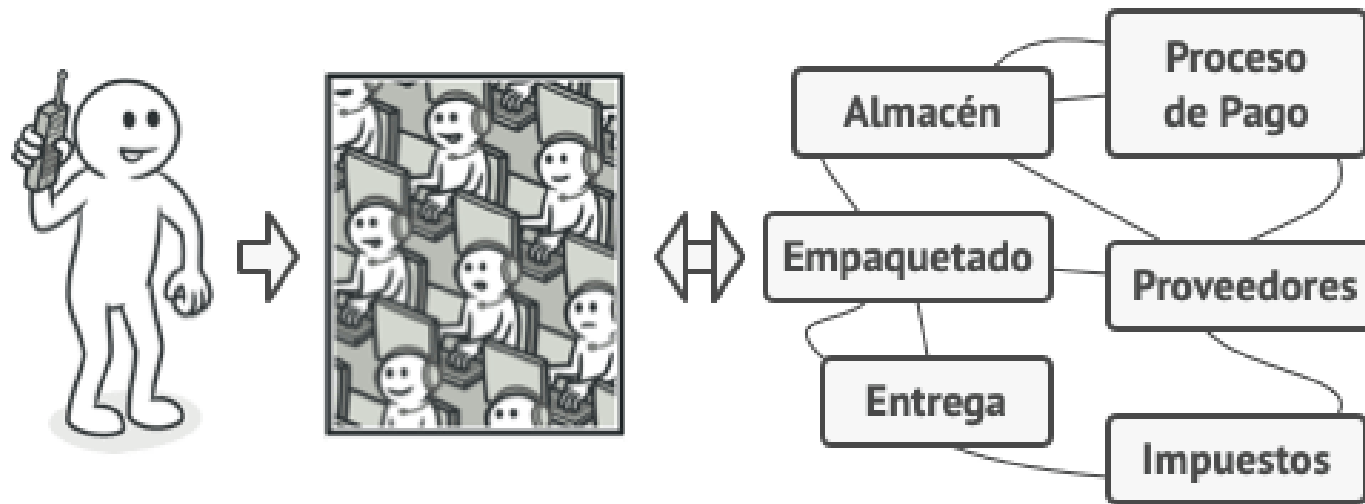 Almacén
Proceso
de Pago
Empaquetado
Proveedores
Entrega
Impuestos